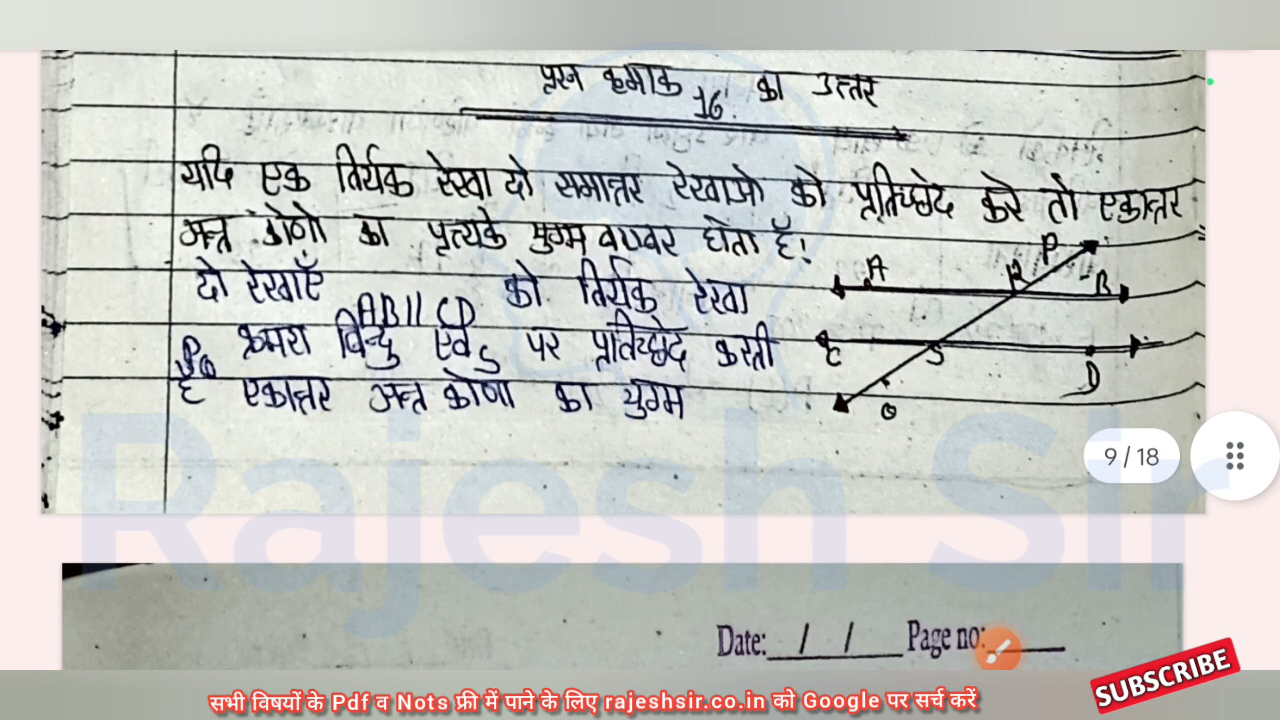 प्रश्न क्रमांक 16 का उत्तर
यदि एक तिर्यक रेखा दो समान्तर रेखाओ को प्रतिच्छेद करे तो एकान्तर
अन्त कोणो का प्रत्येक युग्म बराबर होता है!
दो रेखाएँ AB॥CD को तिर्यक रेखा
PQ क्रमश बिन्दु एवं S पर प्रतिच्छेद करती
है एकान्तर अन्त कोणो का युग्म
P
A R B
C S D
Q
9 / 18
Rajesh Sir
Date: / / Page no:
SUBSCRIBE
सभी विषयों के Pdf व Nots फ्री में पाने के लिए rajeshsir.co.in को Google पर सर्च करें